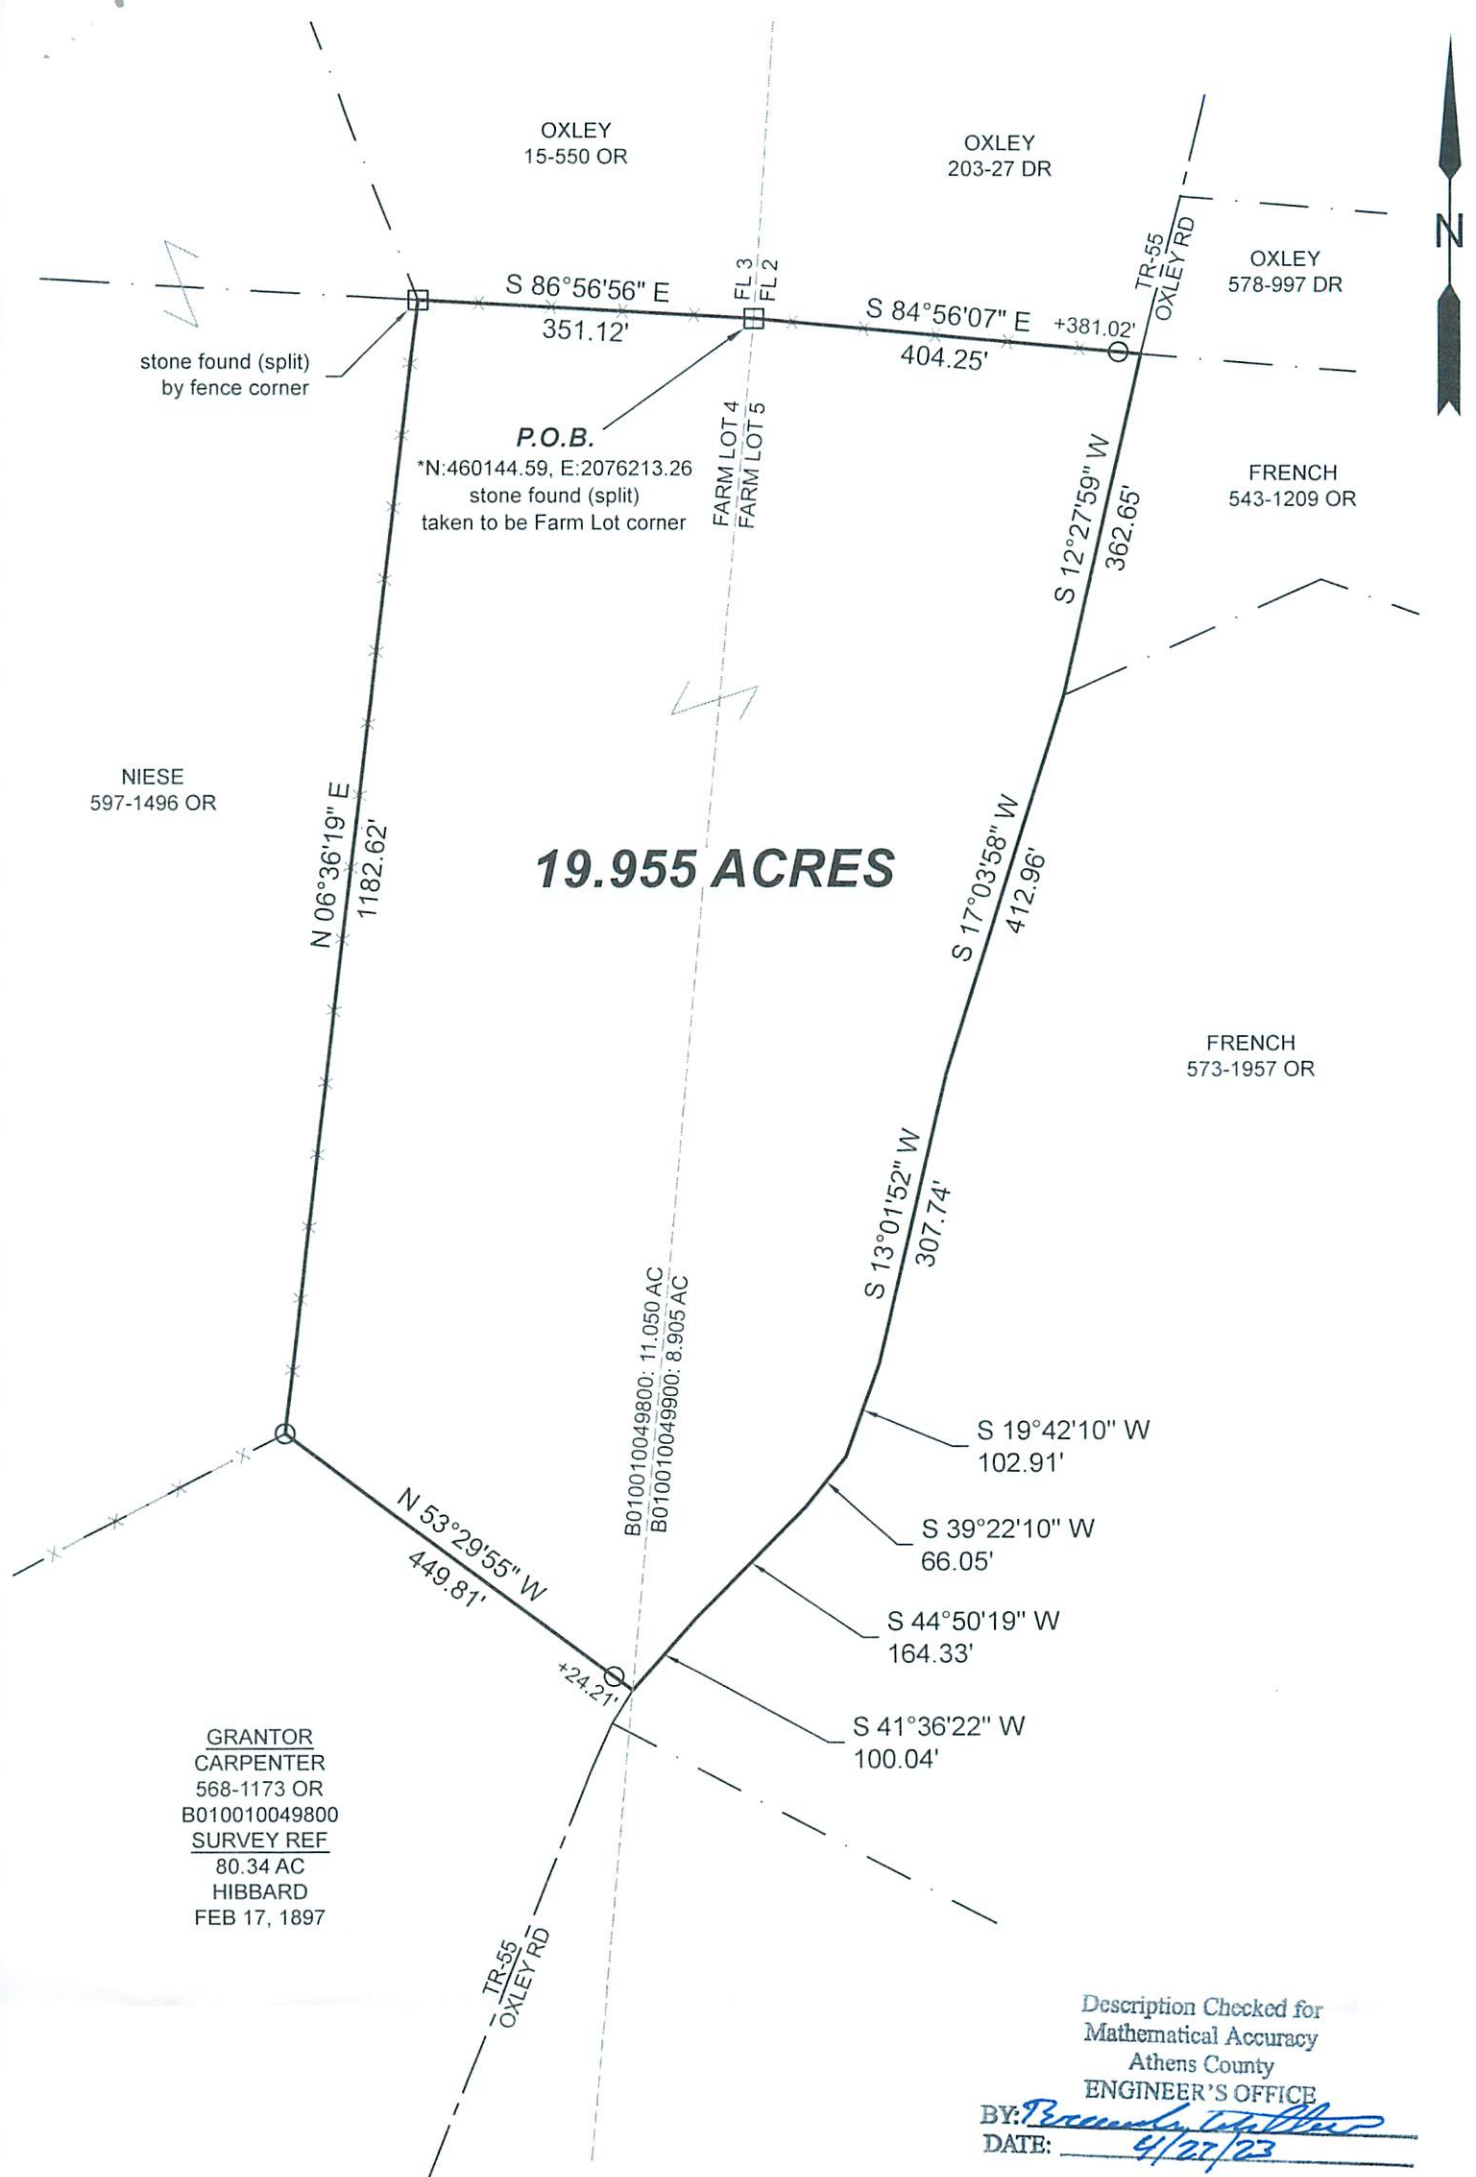 OXLEY
15-550 OR
OXLEY
203-27 DR
N
TR-55
OXLEY RD
OXLEY
578-997 DR
FL 3
FL 2
S 86°56'56" E
351.12'
S 84°56'07" E
+381.02'
404.25'
stone found (split)
by fence corner
P.O.B.
*N:460144.59, E:2076213.26
stone found (split)
taken to be Farm Lot corner
FARM LOT 4
FARM LOT 5
S 12°27'59" W
362.65'
FRENCH
543-1209 OR
NIESE
597-1496 OR
N 06°36'19" E
1182.62'
19.955 ACRES
S 17°03'58" W
412.96'
FRENCH
573-1957 OR
S 13°01'52" W
307.74'
B010010049800: 11.050 AC
B010010049900: 8.905 AC
S 19°42'10" W
102.91'
N 53°29'55" W
449.81'
S 39°22'10" W
66.05'
S 44°50'19" W
164.33'
+24.21'
S 41°36'22" W
100.04'
GRANTOR
CARPENTER
568-1173 OR
B010010049800
SURVEY REF
80.34 AC
HIBBARD
FEB 17, 1897
TR-55
OXLEY RD
Description Checked for
Mathematical Accuracy
Athens County
ENGINEER'S OFFICE
BY:
DATE: 4/27/23